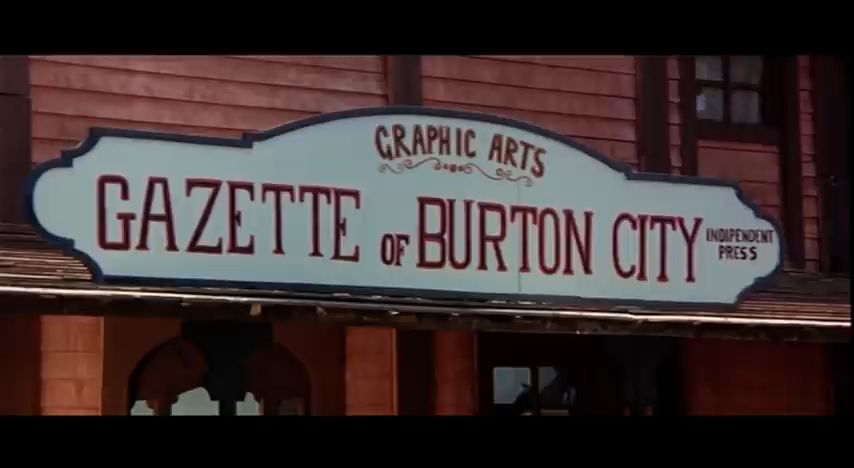 GRAPHIC ARTS
GAZETTE OF BURTON CITY
INDIPENDENT
PRESS